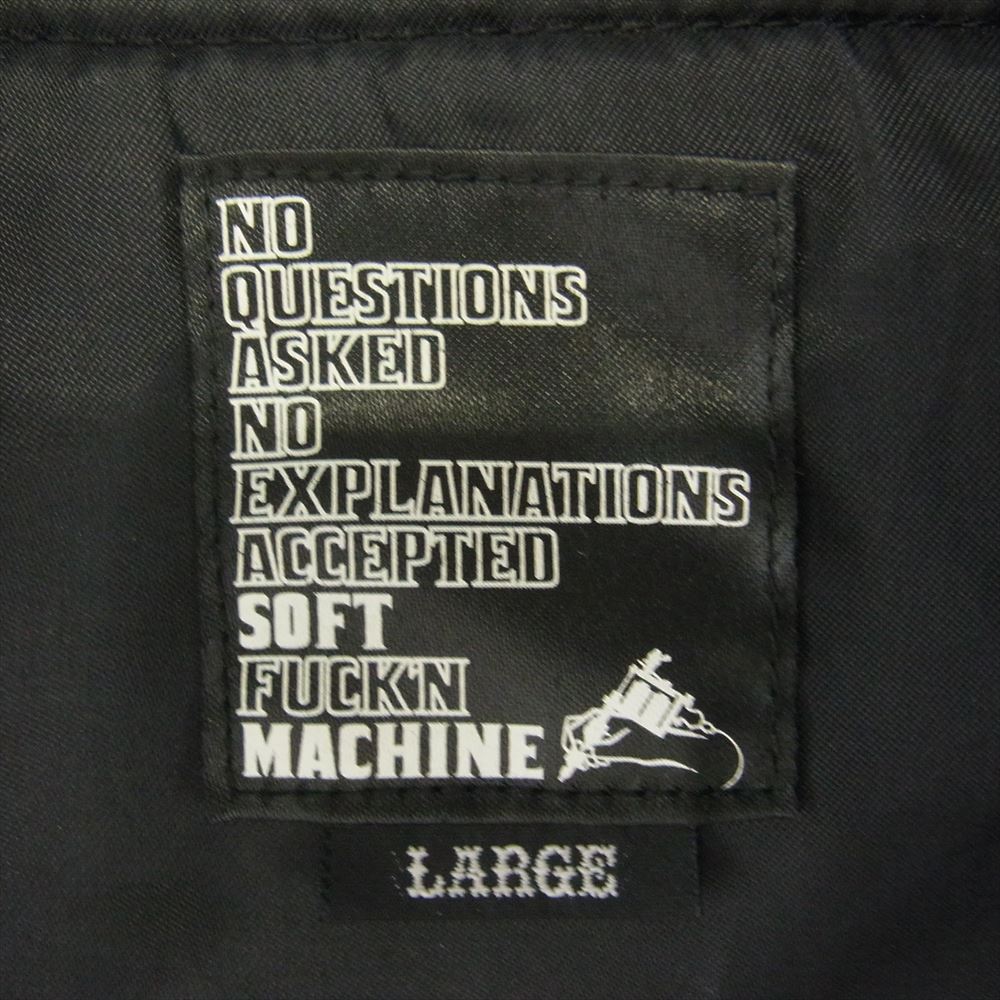 NO
QUESTIONS
ASKED
NO
EXPLANATIONS
ACCEPTED
SOFT
FUCK'N
MACHINE
LARGE